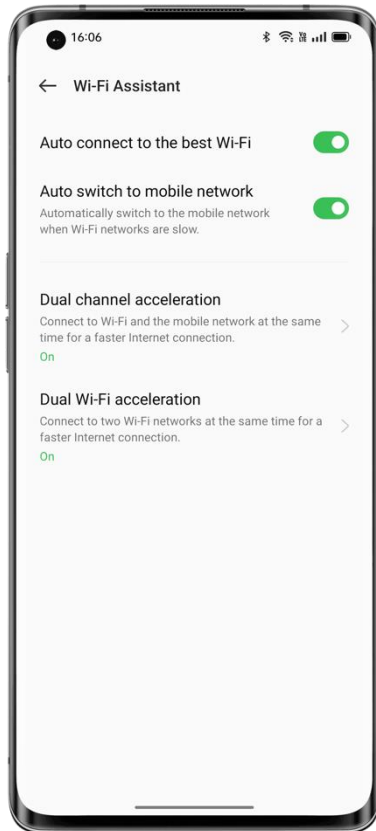 16:06
Wi-Fi Assistant
Auto connect to the best Wi-Fi
Auto switch to mobile network
Automatically switch to the mobile network
when Wi-Fi networks are slow.
Dual channel acceleration
Connect to Wi-Fi and the mobile network at the same
time for a faster Internet connection.
On
Dual Wi-Fi acceleration
Connect to two Wi-Fi networks at the same time for a
faster Internet connection.
On